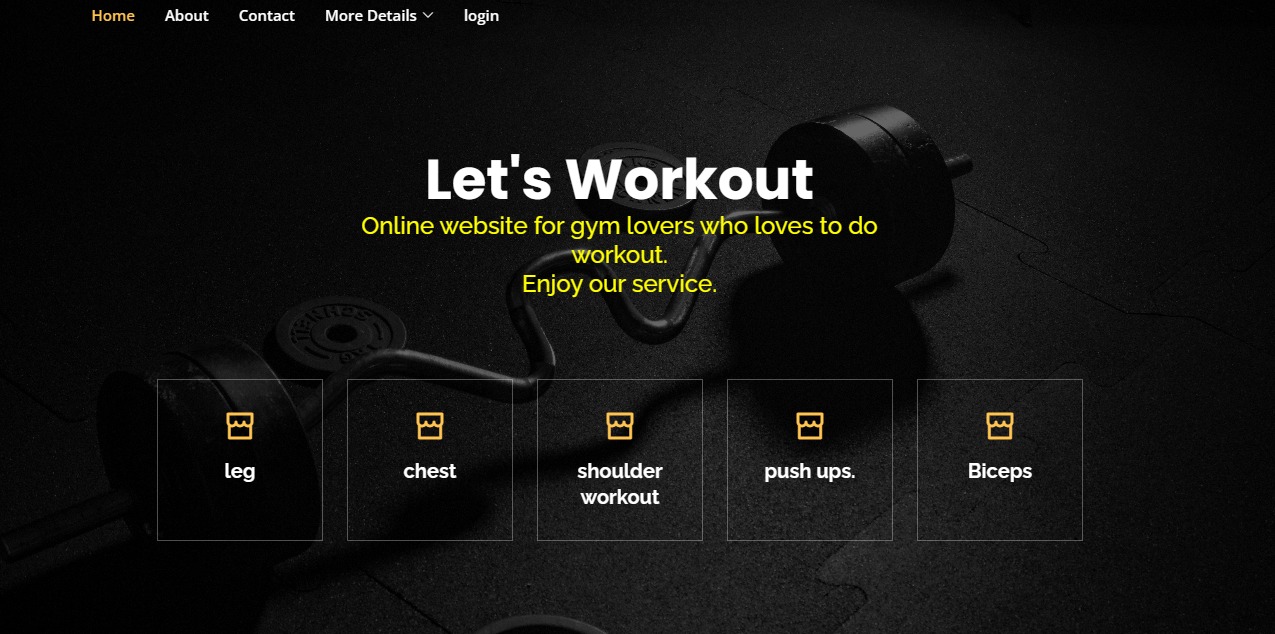 Home About Contact More Details login
Let's Workout
Online website for gym lovers who loves to do
workout.
Enjoy our service.
leg chest shoulder workout push ups. Biceps